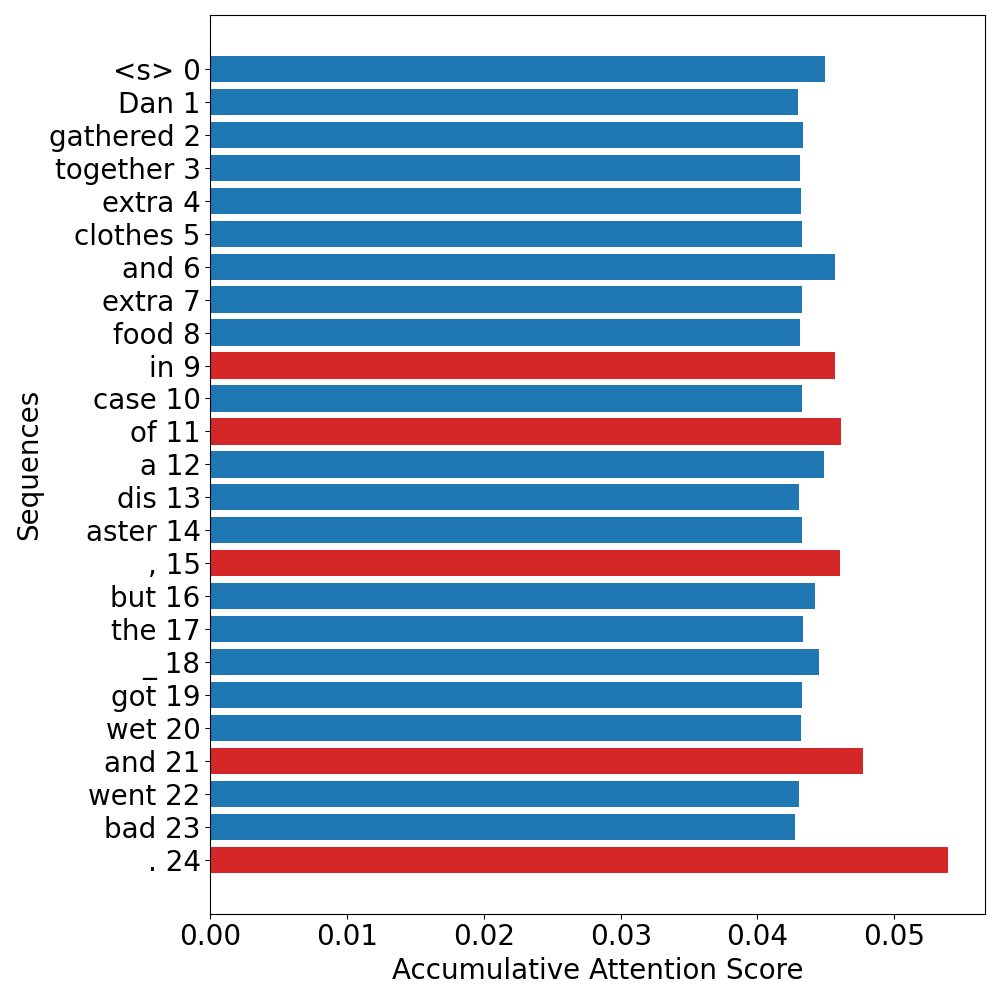 <s> 0
Dan 1
gathered 2
together 3
extra 4
clothes 5
and 6
extra 7
food 8
in 9
case 10
of 11
a 12
dis 13
aster 14
, 15
but 16
the 17
_ 18
got 19
wet 20
and 21
went 22
bad 23
. 24
Sequences
0.00 0.01 0.02 0.03 0.04 0.05
Accumulative Attention Score